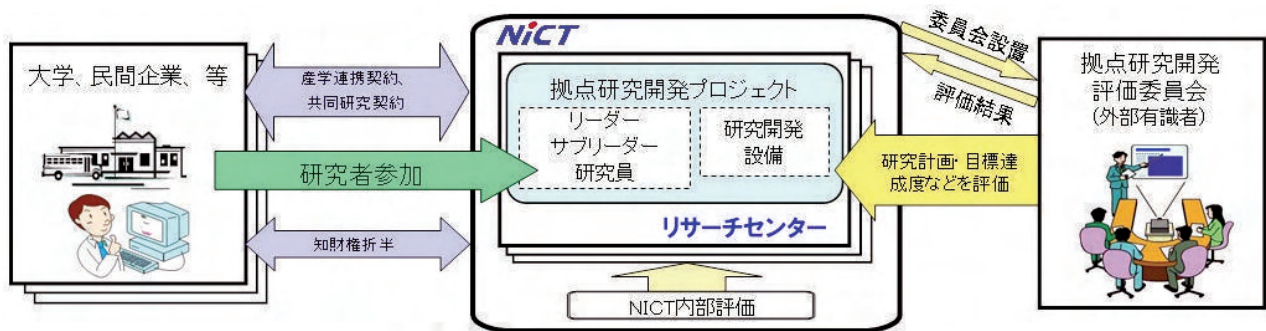 大学、民間企業、等
産学連携契約、
共同研究契約
研究者参加
知財権折半
NiCT
拠点研究開発プロジェクト
リーダー
サブリーダー
研究員
研究開発
設備
リサーチセンター
NICT内部評価
委員会設置
評価結果
研究計画・目標達
成度などを評価
拠点研究開発
評価委員会
(外部有識者)